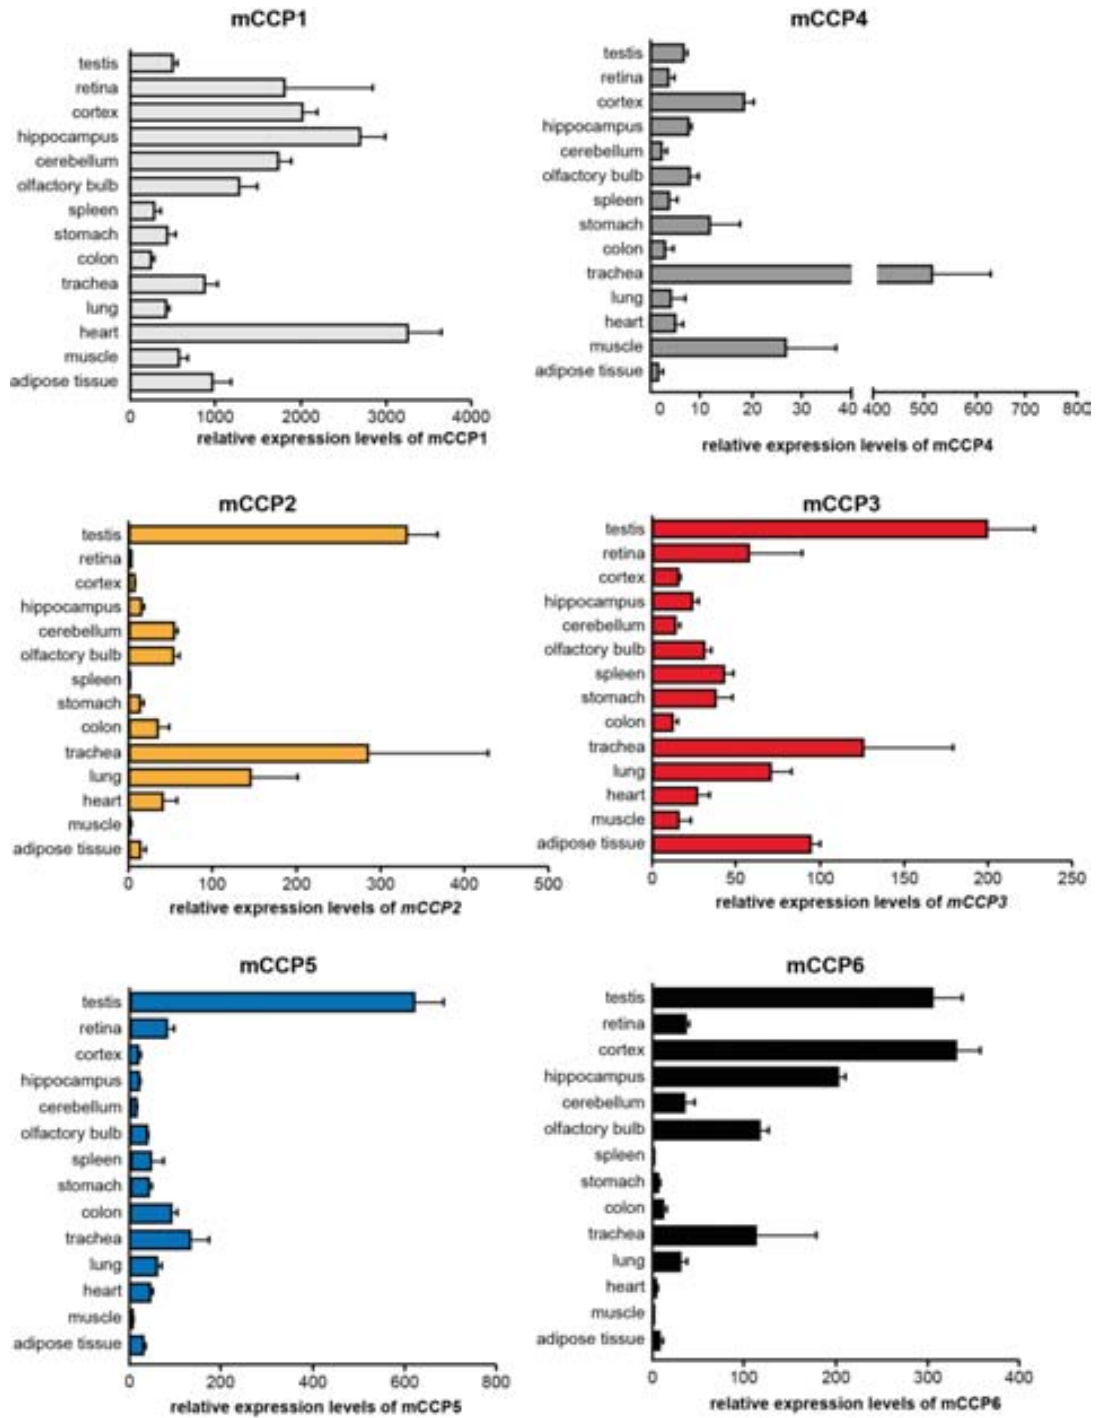 mCCP1
testis
retina
cortex
hippocampus
cerebellum
olfactory bulb
spleen
stomach
colon
trachea
lung
heart
muscle
adipose tissue
0 1000 2000 3000 4000
relative expression levels of mCCP1
mCCP4
testis
retina
cortex
hippocampus
cerebellum
olfactory bulb
spleen
stomach
colon
trachea
lung
heart
muscle
adipose tissue
0 10 20 30 40 400 500 600 700 800
relative expression levels of mCCP4
mCCP2
testis
retina
cortex
hippocampus
cerebellum
olfactory bulb
spleen
stomach
colon
trachea
lung
heart
muscle
adipose tissue
0 100 200 300 400 500
relative expression levels of mCCP2
mCCP3
testis
retina
cortex
hippocampus
cerebellum
olfactory bulb
spleen
stomach
colon
trachea
lung
heart
muscle
adipose tissue
0 50 100 150 200 250
relative expression levels of mCCP3
mCCP5
testis
retina
cortex
hippocampus
cerebellum
olfactory bulb
spleen
stomach
colon
trachea
lung
heart
muscle
adipose tissue
0 200 400 600 800
relative expression levels of mCCP5
mCCP6
testis
retina
cortex
hippocampus
cerebellum
olfactory bulb
spleen
stomach
colon
trachea
lung
heart
muscle
adipose tissue
0 100 200 300 400
relative expression levels of mCCP6